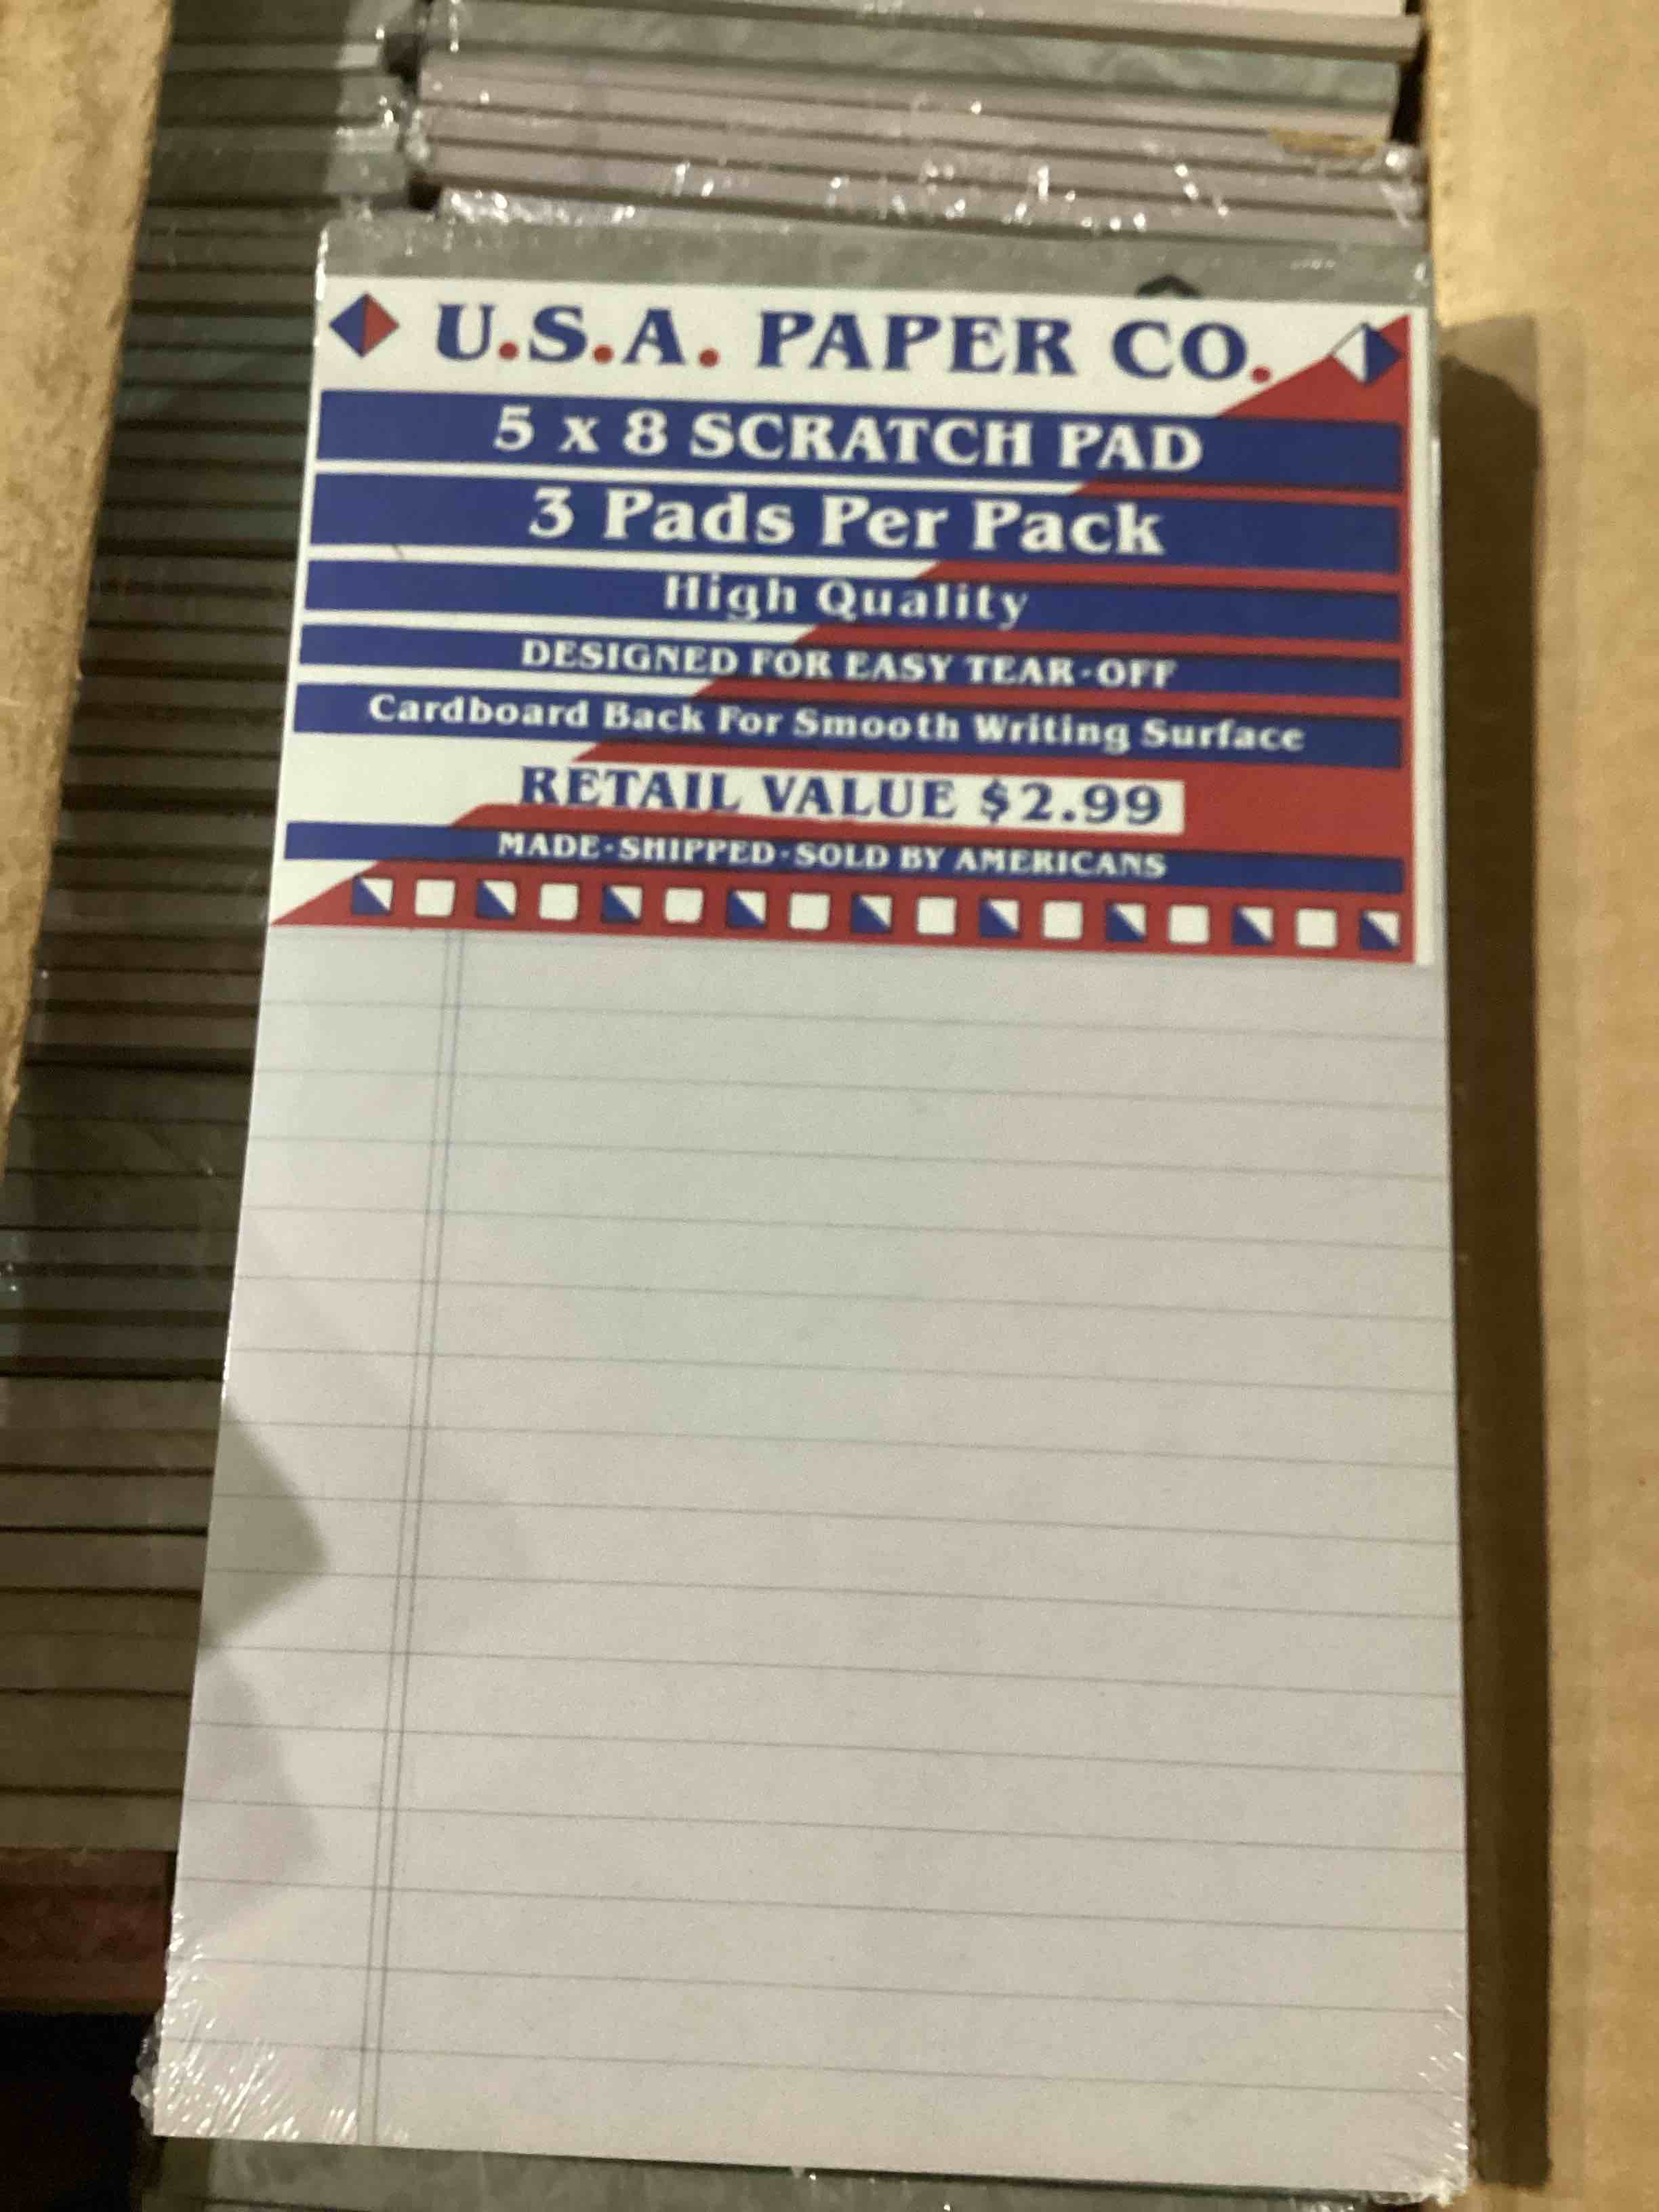 U.S.A. PAPER CO.
5 x 8 SCRATCH PAD
3 Pads Per Pack
High Quality
DESIGNED FOR EASY TEAR-OFF
Cardboard Back For Smooth Writing Surface
RETAIL VALUE $2.99
MADE-SHIPPED-SOLD BY AMERICANS